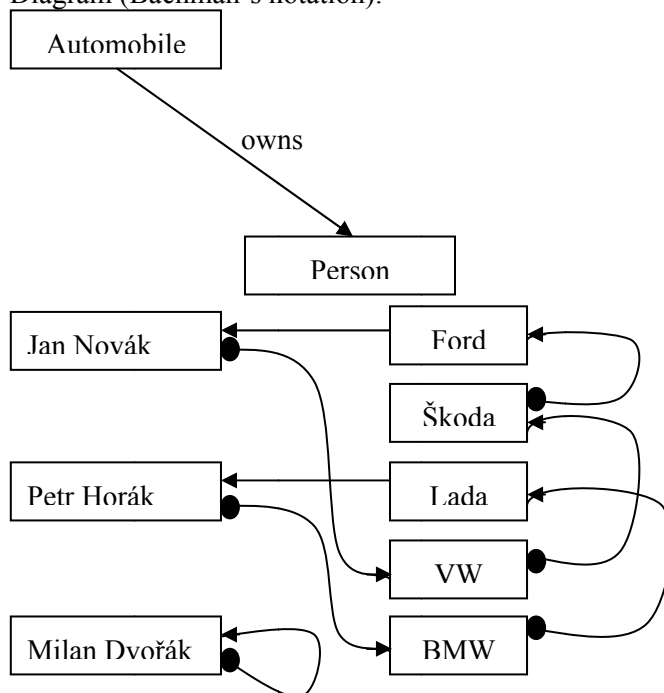 Diagram (Bachman's notation):
Automobile
owns
Person
Jan Novák
Ford
Škoda
Petr Horák
Lada
VW
Milan Dvořák
BMW